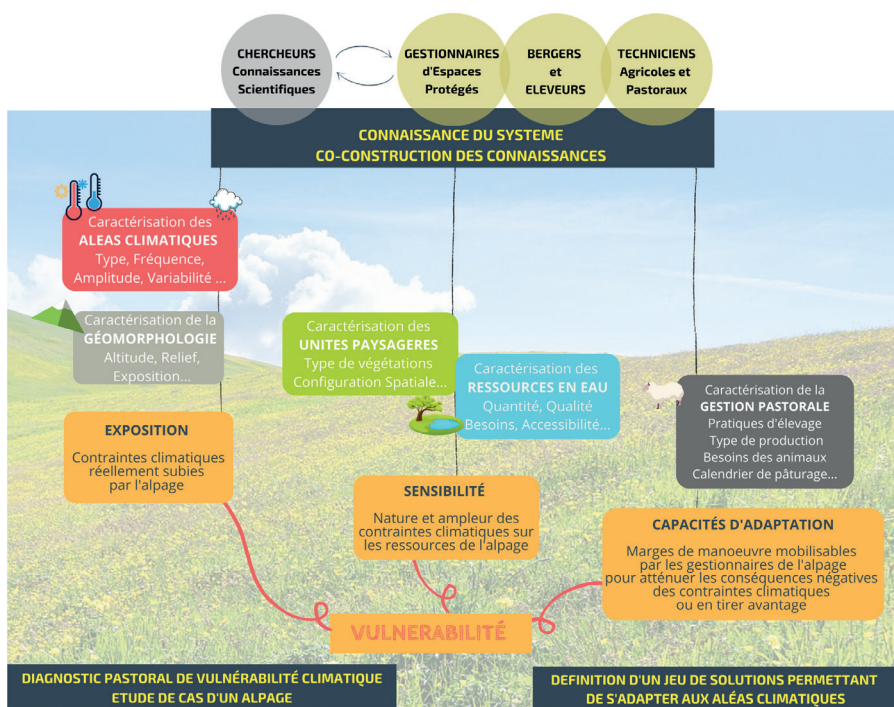 CHERCHEURS
Connaissances
Scientifiques
GESTIONNAIRES
d'Espaces
Protégés
BERGERS
et
ELEVEURS
TECHNICIENS
Agricoles et
Pastoraux
CONNAISSANCE DU SYSTEME
CO-CONSTRUCTION DES CONNAISSANCES
Caractérisation des
ALEAS CLIMATIQUES
Type, Fréquence,
Amplitude, Variabilité ...
Caractérisation de la
GÉOMORPHOLOGIE
Altitude, Relief,
Exposition...
Caractérisation des
UNITES PAYSAGERES
Type de végétations
Configuration Spatiale...
Caractérisation des
RESSOURCES EN EAU
Quantité, Qualité
Besoins, Accessibilité...
Caractérisation de la
GESTION PASTORALE
Pratiques d'élevage
Type de production
Besoins des animaux
Calendrier de pâturage...
EXPOSITION
Contraintes climatiques
réellement subies
par l'alpage
SENSIBILITÉ
Nature et ampleur des
contraintes climatiques sur
les ressources de l'alpage
CAPACITÉS D'ADAPTATION
Marges de manoeuvre mobilisables
par les gestionnaires de l'alpage
pour atténuer les conséquences négatives
des contraintes climatiques
ou en tirer avantage
VULNERABILITÉ
DIAGNOSTIC PASTORAL DE VULNÉRABILITÉ CLIMATIQUE
ETUDE DE CAS D'UN ALPAGE
DEFINITION D'UN JEU DE SOLUTIONS PERMETTANT
DE S'ADAPTER AUX ALÉAS CLIMATIQUES